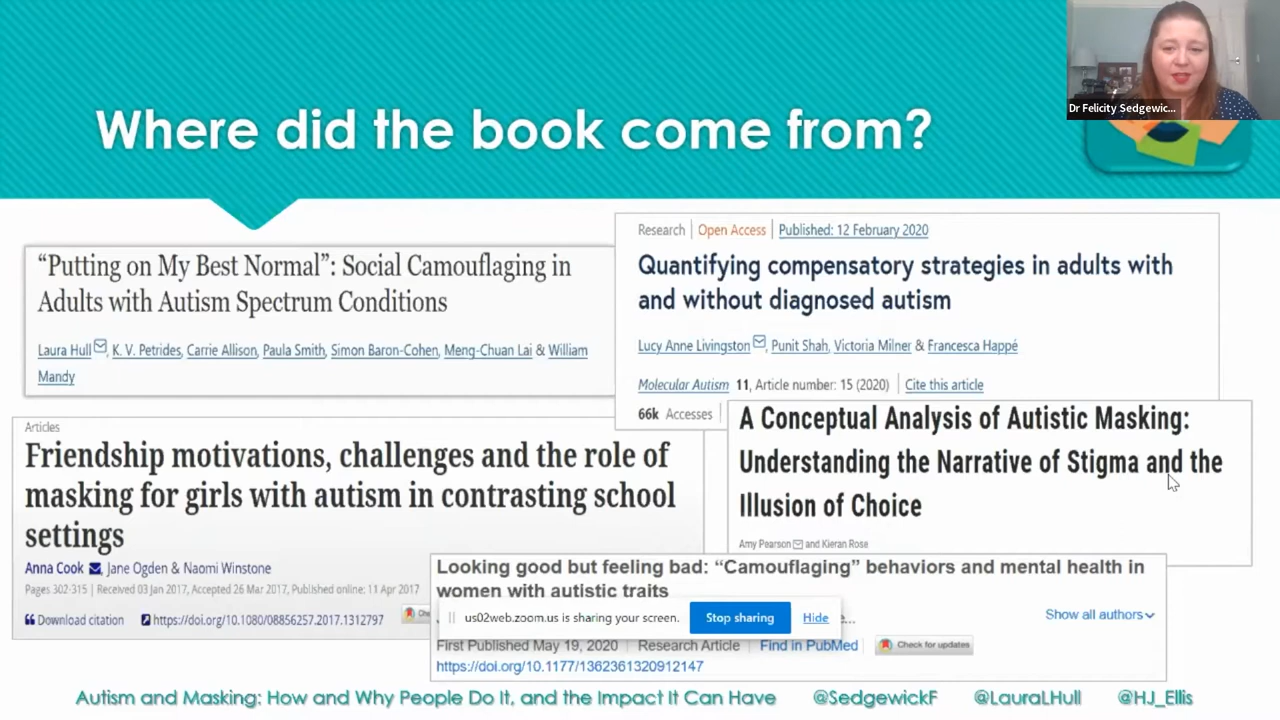 Where did the book come from?
Dr Felicity Sedgewic...
“Putting on My Best Normal”: Social Camouflaging in
Adults with Autism Spectrum Conditions
Laura Hull, K. V. Petrides, Carrie Allison, Paula Smith, Simon Baron-Cohen, Meng-Chuan Lai & William
Mandy
Research | Open Access | Published: 12 February 2020
Quantifying compensatory strategies in adults with
and without diagnosed autism
Lucy Anne Livingston, Punit Shah, Victoria Milner & Francesca Happé
Molecular Autism 11, Article number: 15 (2020) | Cite this article
66k Accesses |
Articles
Friendship motivations, challenges and the role of
masking for girls with autism in contrasting school
settings
Anna Cook, Jane Ogden & Naomi Winstone
Pages 302-315 | Received 03 Jan 2017, Accepted 26 Mar 2017, Published online: 11 Apr 2017
Download citation https://doi.org/10.1080/08856257.2017.1312797
A Conceptual Analysis of Autistic Masking:
Understanding the Narrative of Stigma and the
Illusion of Choice
Amy Pearson and Kieran Rose
Looking good but feeling bad: “Camouflaging” behaviors and mental health in
women with autistic traits
us02web.zoom.us is sharing your screen. Stop sharing Hide
Show all authors
First Published May 19, 2020 Research Article Find in PubMed Check for updates
https://doi.org/10.1177/1362361320912147
Autism and Masking: How and Why People Do It, and the Impact It Can Have @SedgewickF @LauraLHull @HJ_Ellis